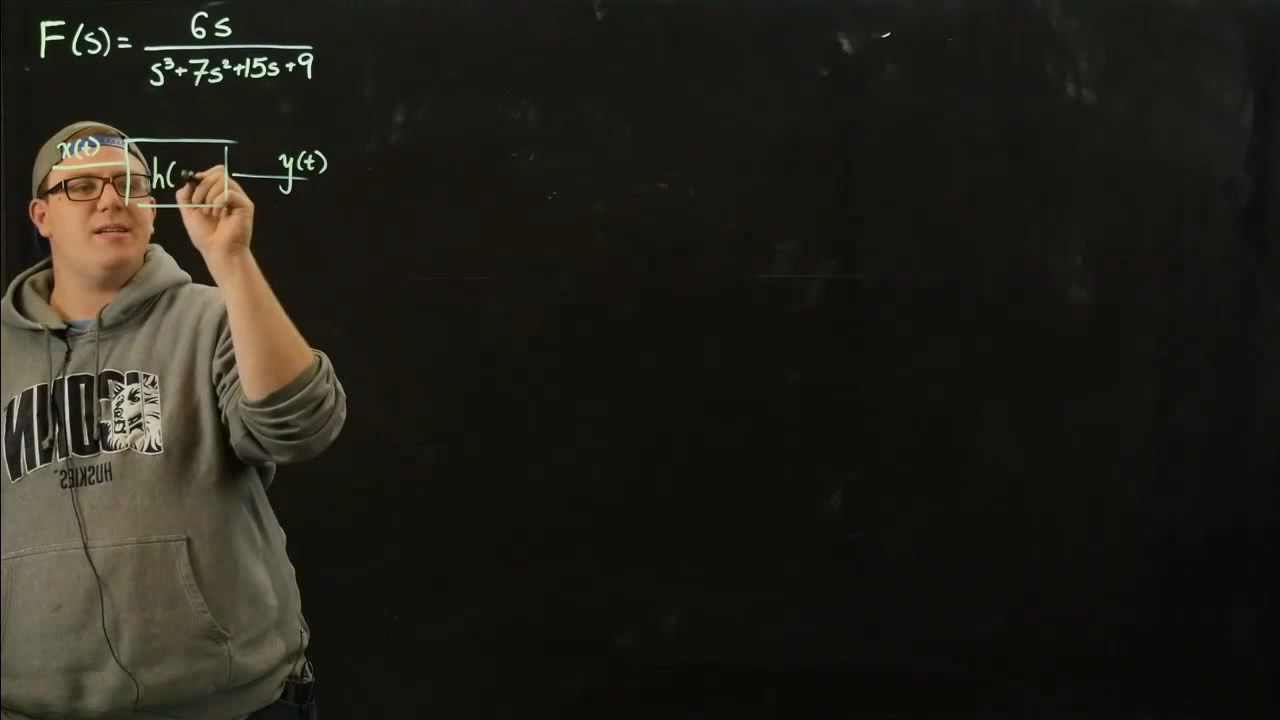 F(s) = 6s / s³+7s²+15s+9
x(t) h( y(t)
HUSKIES